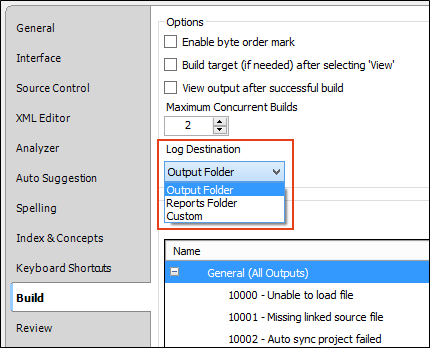 General
Interface
Source Control
XML Editor
Analyzer
Auto Suggestion
Spelling
Index & Concepts
Keyboard Shortcuts
Build
Review
Options
Enable byte order mark
Build target (if needed) after selecting 'View'
View output after successful build
Maximum Concurrent Builds
2
Log Destination
Output Folder
Output Folder
Reports Folder
Custom
Name
General (All Outputs)
10000 - Unable to load file
10001 - Missing linked source file
10002 - Auto sync project failed